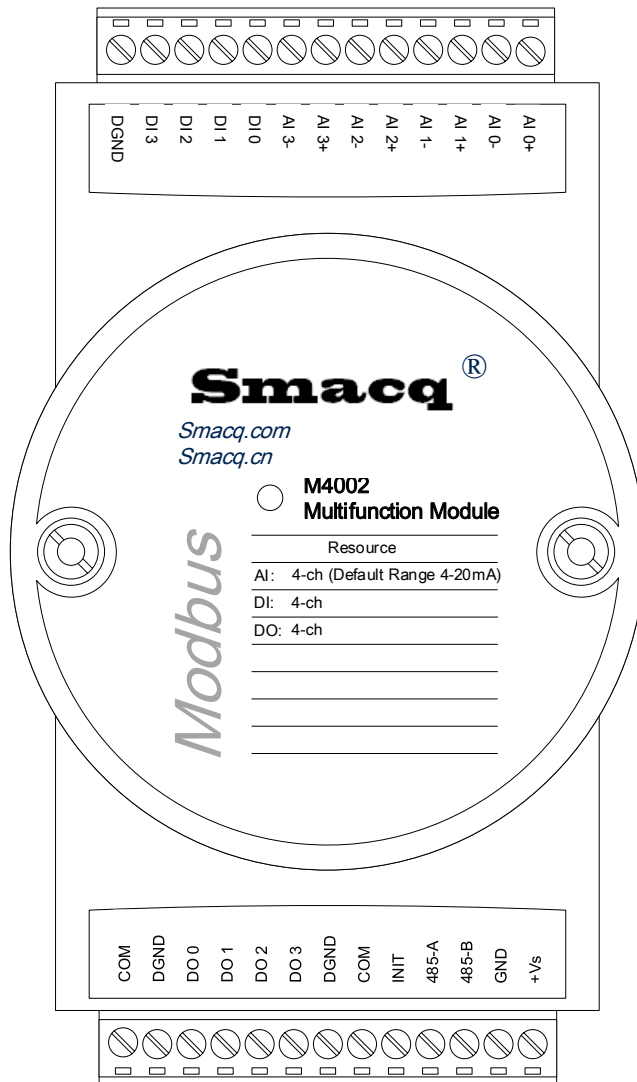 DGND DI 3 DI 2 DI 1 DI 0 AI 3- AI 3+ AI 2- AI 2+ AI 1- AI 1+ AI 0- AI 0+
Smacq ®
Smacq.com
Smacq.cn
M4002
Multifunction Module
Modbus
Resource
AI: 4-ch (Default Range 4-20mA)
DI: 4-ch
DO: 4-ch
COM DGND DO 0 DO 1 DO 2 DO 3 DGND COM INIT 485-A 485-B GND +Vs